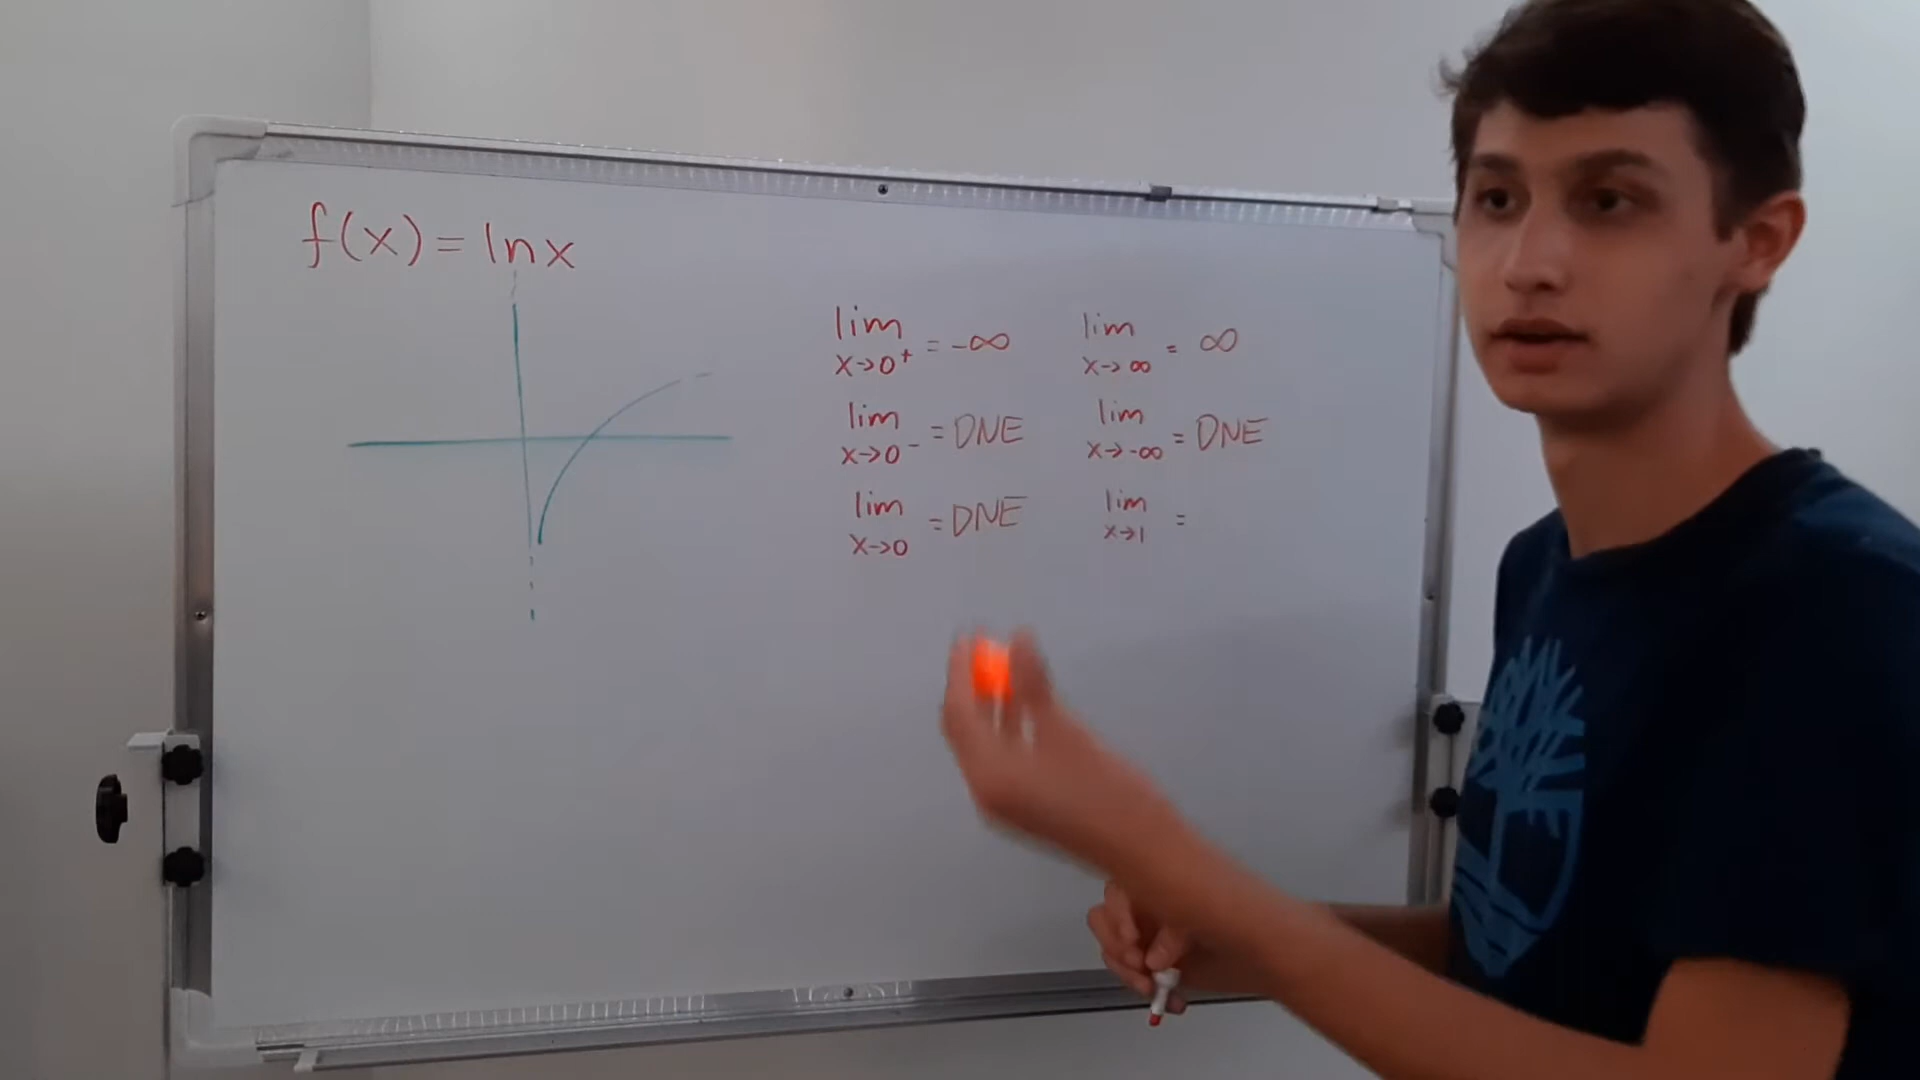 f(x) = ln x
lim x→0⁺ = -∞
lim x→0⁻ = DNE
lim x→0 = DNE
lim x→∞ = ∞
lim x→-∞ = DNE
lim x→1 =